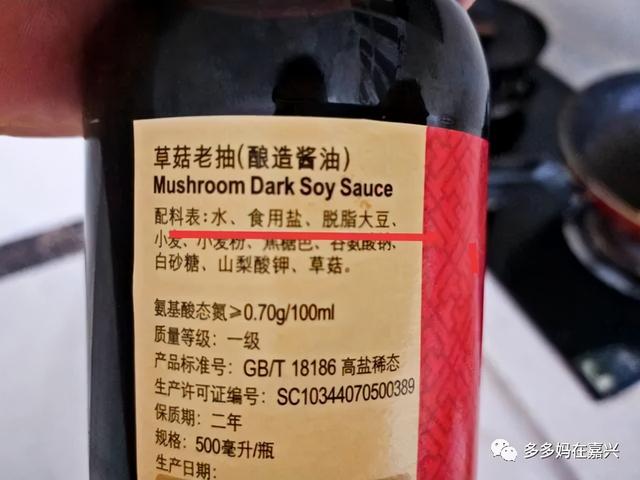 草菇老抽(酿造酱油)
Mushroom Dark Soy Sauce
配料表:水、食用盐、脱脂大豆、
小麦、小麦粉、焦糖色、谷氨酸钠、
白砂糖、山梨酸钾、草菇。
氨基酸态氮≥0.70g/100ml
质量等级：一级
产品标准号：GB/T 18186 高盐稀态
生产许可证编号：SC10344070500389
保质期：二年
规格：500毫升/瓶
生产日期：
多多妈在嘉兴